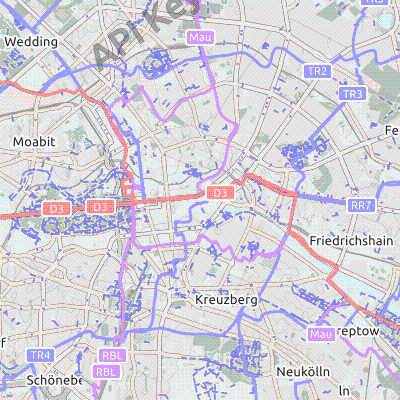 TR3
Wedding
API Key
Mau
TR2
TR3
Moabit
Fe
D3
D3
D3
RR7
Friedrichshain
Kreuzberg
Mau
reptow
TR4
RBL
RBL
f
Schönebe
Neukölln
ln